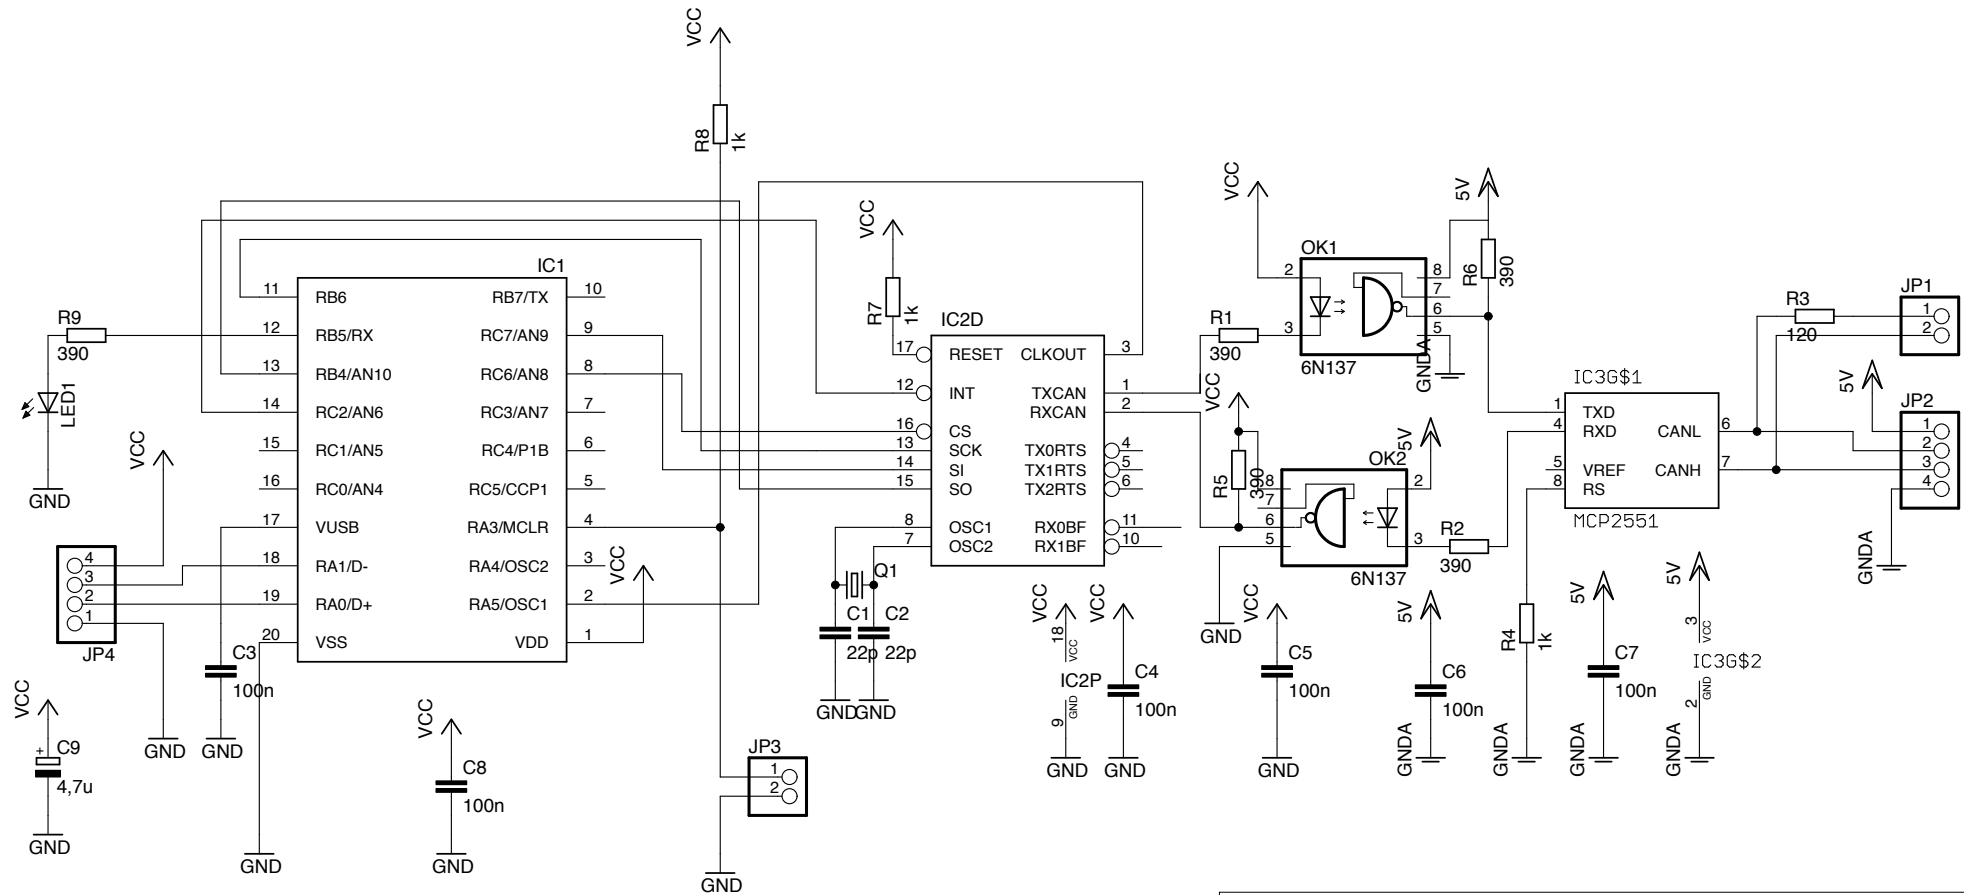 VCC
R8
1k
VCC
R7
1k
VCC
5V
OK1
2
3
8
7
6
5
6N137
R6
390
GNDA
R1
390
R3
120
JP1
1
2
IC1
11 RB6
12 RB5/RX
13 RB4/AN10
14 RC2/AN6
15 RC1/AN5
16 RC0/AN4
17 VUSB
18 RA1/D-
19 RA0/D+
20 VSS
RB7/TX 10
RC7/AN9 9
RC6/AN8 8
RC3/AN7 7
RC4/P1B 6
RC5/CCP1 5
RA3/MCLR 4
RA4/OSC2 3
RA5/OSC1 2
VDD 1
R9
390
LED1
GND
VCC
VCC
IC2D
17 RESET
12 INT
16 CS
13 SCK
14 SI
15 SO
8 OSC1
7 OSC2
CLKOUT 3
TXCAN 1
RXCAN 2
TX0RTS 4
TX1RTS 5
TX2RTS 6
RX0BF 11
RX1BF 10
VCC
R5
390
OK2
8
7
6
5
2
3
6N137
5V
R2
390
GND
IC3G$1
1 TXD
4 RXD
5 VREF
8 RS
CANL 6
CANH 7
MCP2551
5V
JP2
1
2
3
4
GNDA
JP4
4
3
2
1
GND
C3
100n
GND
GND
VCC
C9
+
4,7u
GND
VCC
C8
100n
GND
JP3
1
2
GND
Q1
C1
22p
C2
22p
GND
GND
VCC
18
VCC
IC2P
GND
9
GND
VCC
C4
100n
GND
VCC
C5
100n
GND
5V
C6
100n
GNDA
R4
1k
GNDA
5V
C7
100n
GNDA
5V
3
VCC
IC3G$2
GND
2
GNDA